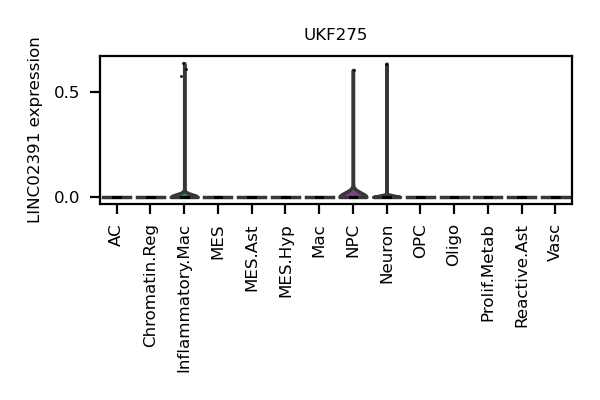 UKF275
LINC02391 expression
0.5
0.0
AC
Chromatin.Reg
Inflammatory.Mac
MES
MES.Ast
MES.Hyp
Mac
NPC
Neuron
OPC
Oligo
Prolif.Metab
Reactive.Ast
Vasc